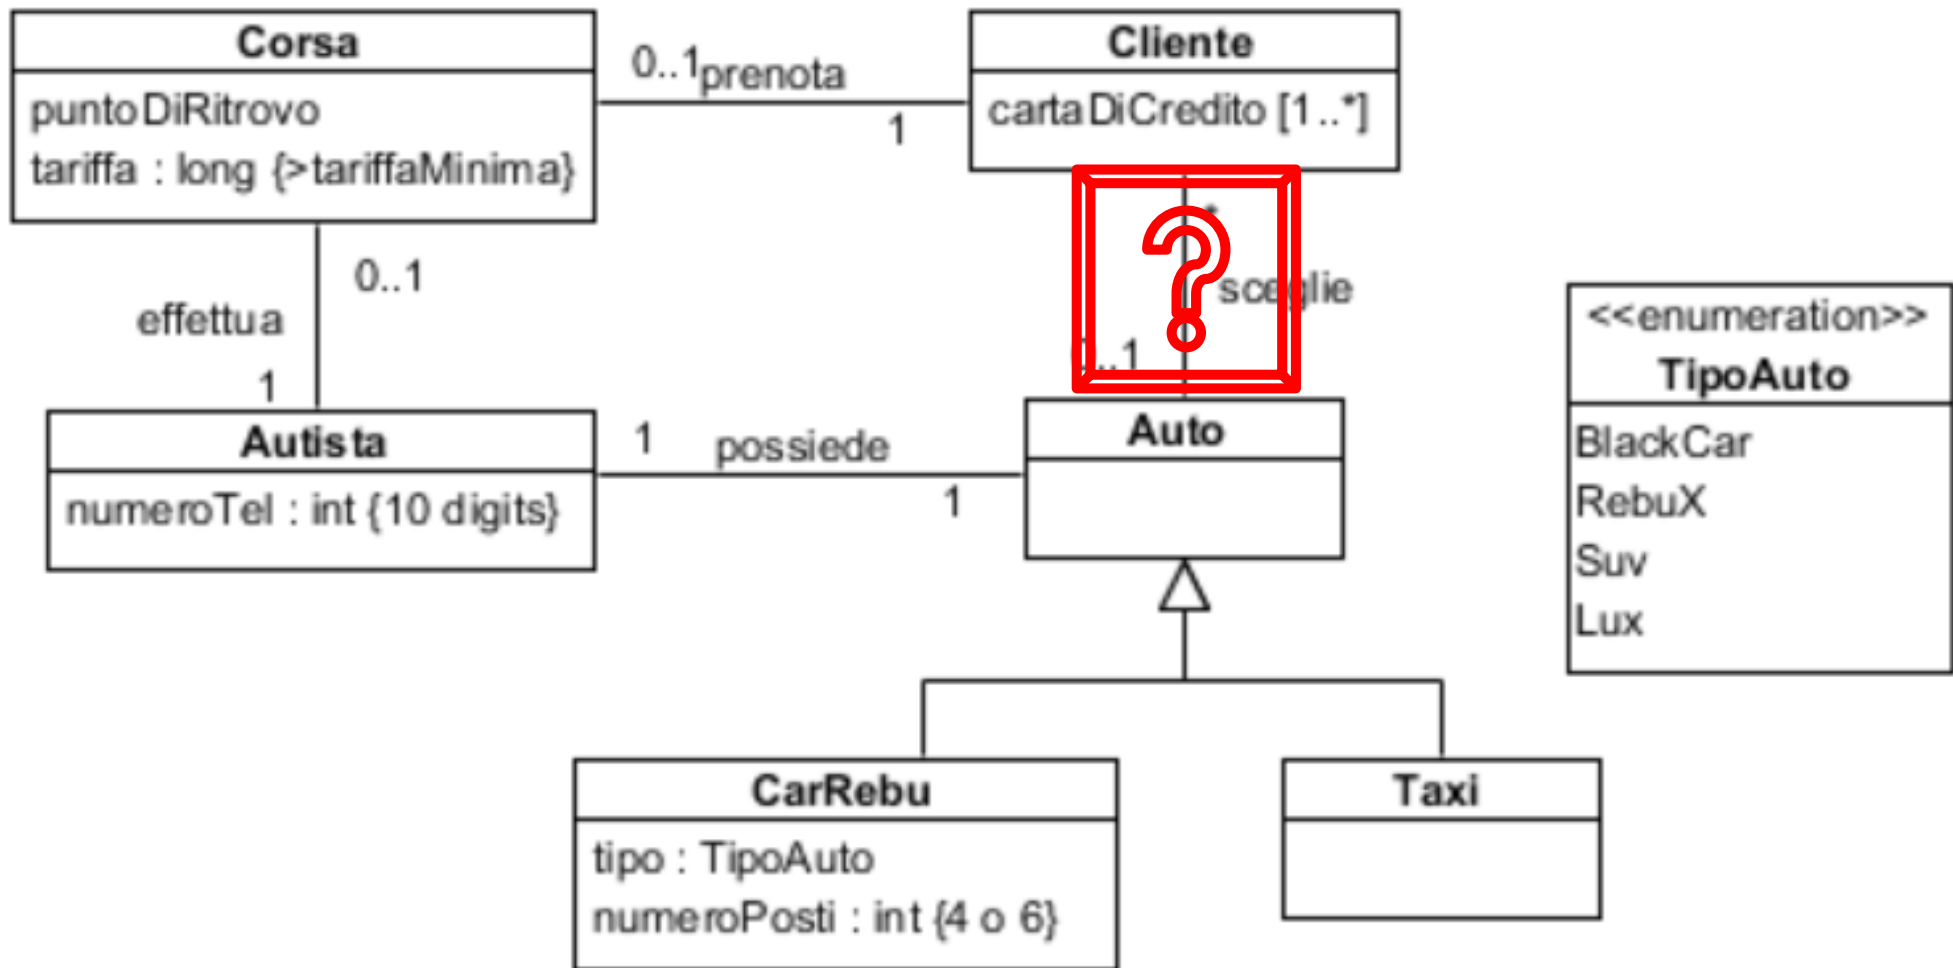 Corsa
puntoDiRitrovo
tariffa : long {>tariffaMinima}
0..1
prenota
1
Cliente
cartaDiCredito [1..*]
*
sceglie
0..1
effettua
1
Autista
numeroTel : int {10 digits}
1
possiede
1
Auto
<<enumeration>>
TipoAuto
BlackCar
RebuX
Suv
Lux
CarRebu
tipo : TipoAuto
numeroPosti : int {4 o 6}
Taxi